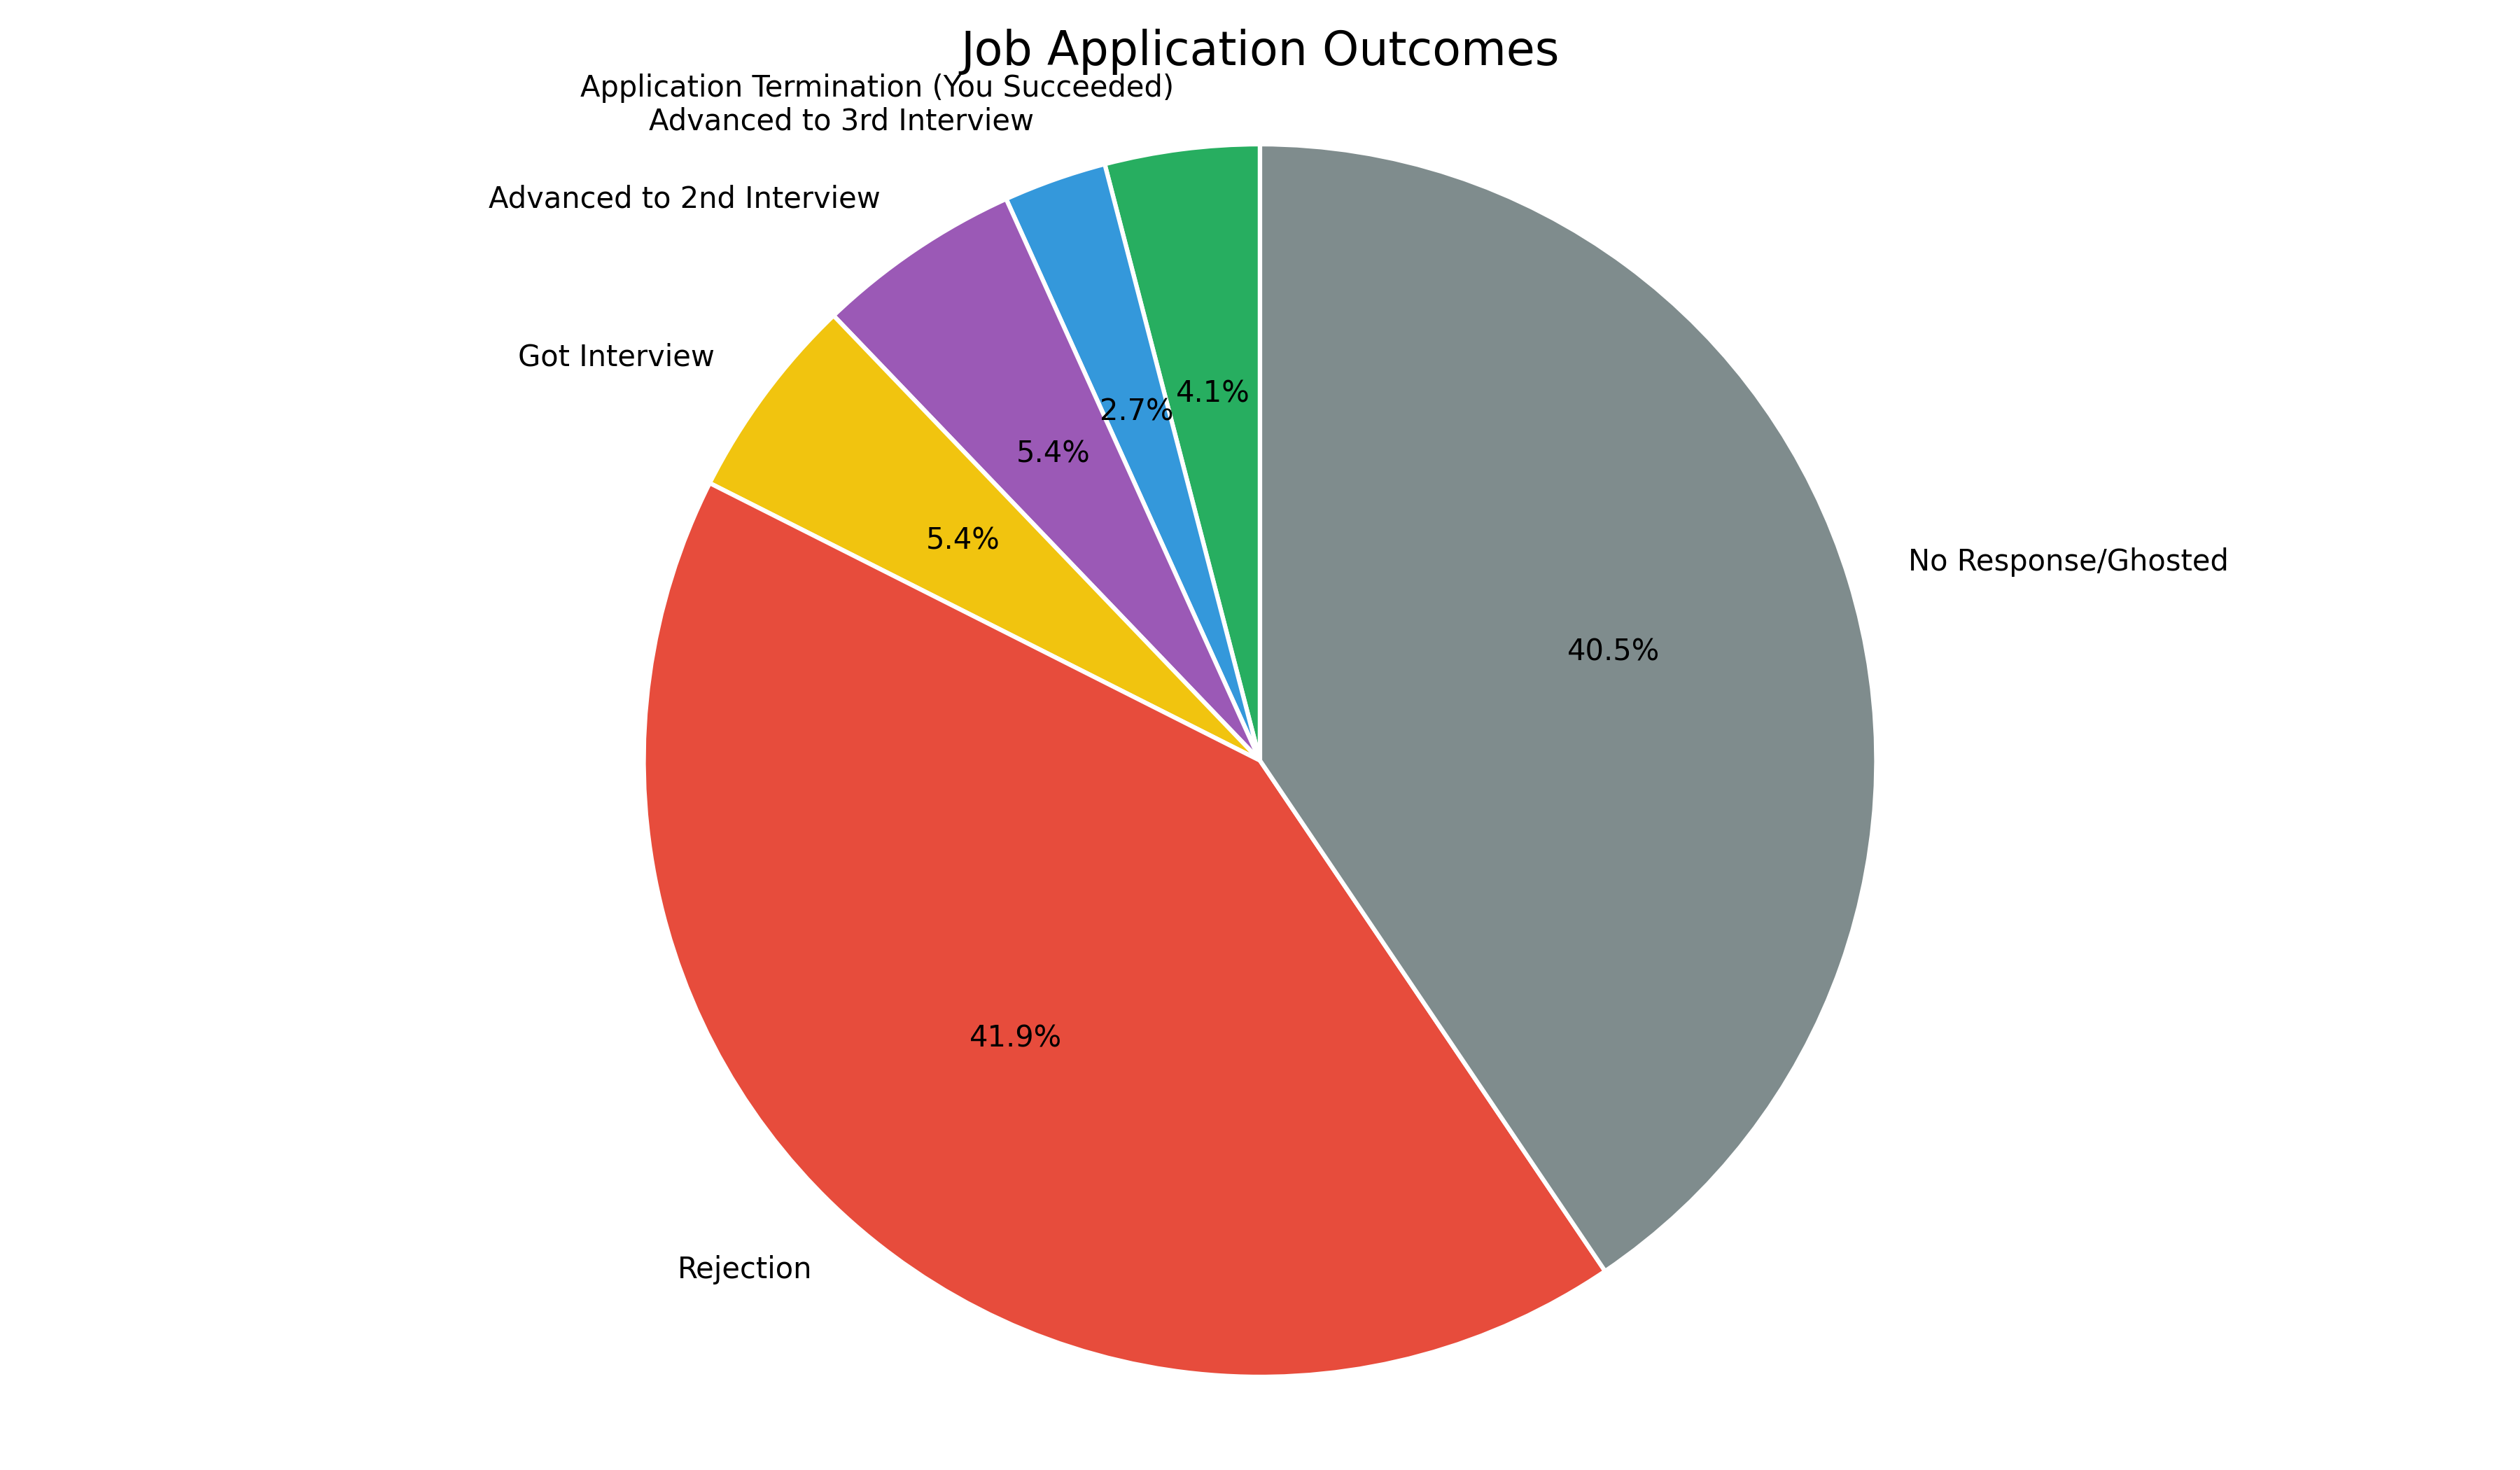 Job Application Outcomes
Application Termination (You Succeeded)
Advanced to 3rd Interview
Advanced to 2nd Interview
Got Interview
4.1%
2.7%
5.4%
5.4%
No Response/Ghosted
40.5%
41.9%
Rejection